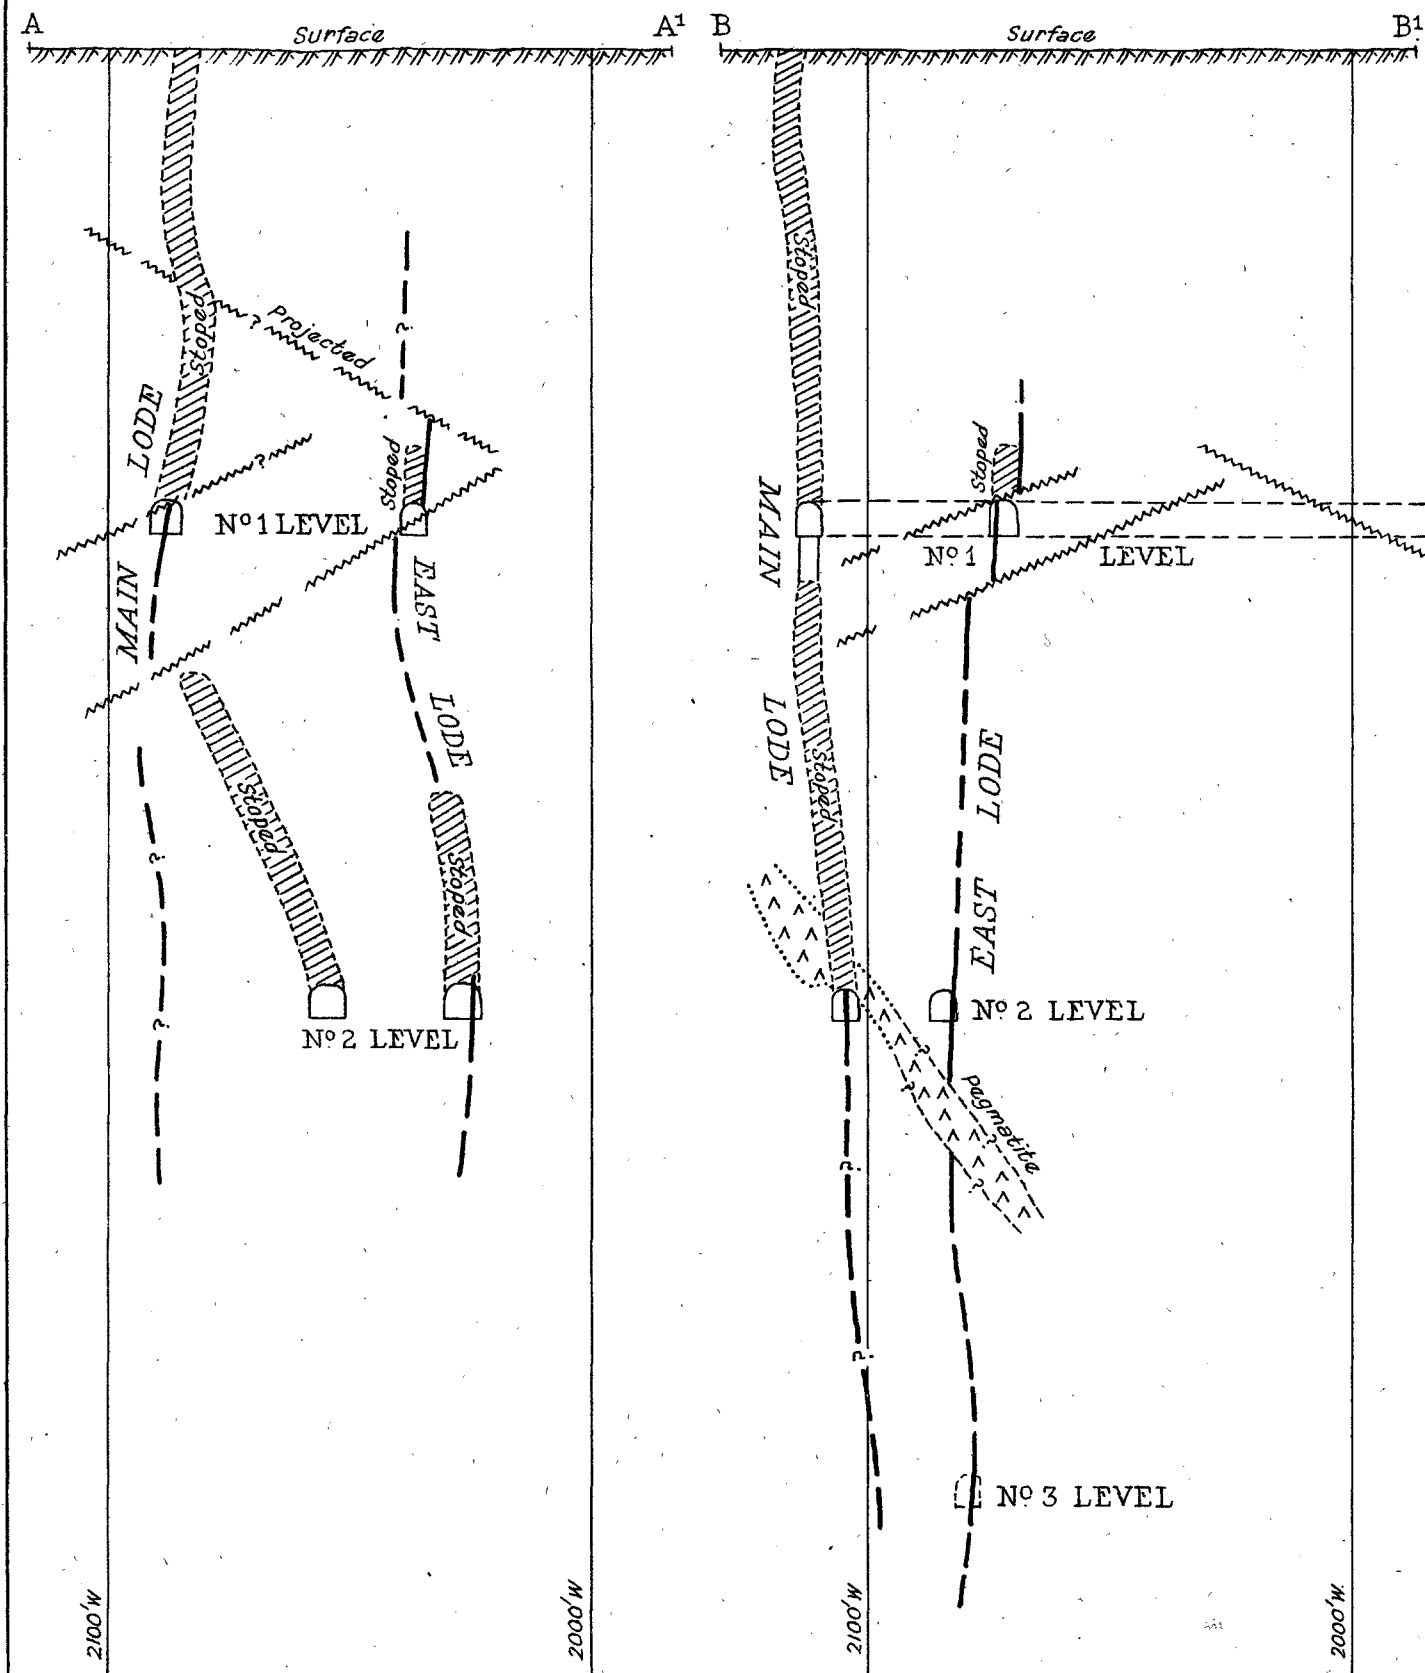 A
Surface
A¹
Stoped
? Projected
?
LODE
?
Stoped
Nº 1 LEVEL
MAIN
EAST
LODE
Stoped
?
Stoped
?
Nº 2 LEVEL
2100'W
2000'W
B
Surface
B¹
Stoped
Stoped
MAIN
Nº 1 LEVEL
LODE
Stoped
LODE
EAST
Nº 2 LEVEL
?
?
pegmatite
?
?
?
?
Nº 3 LEVEL
2100'W
2000'W.